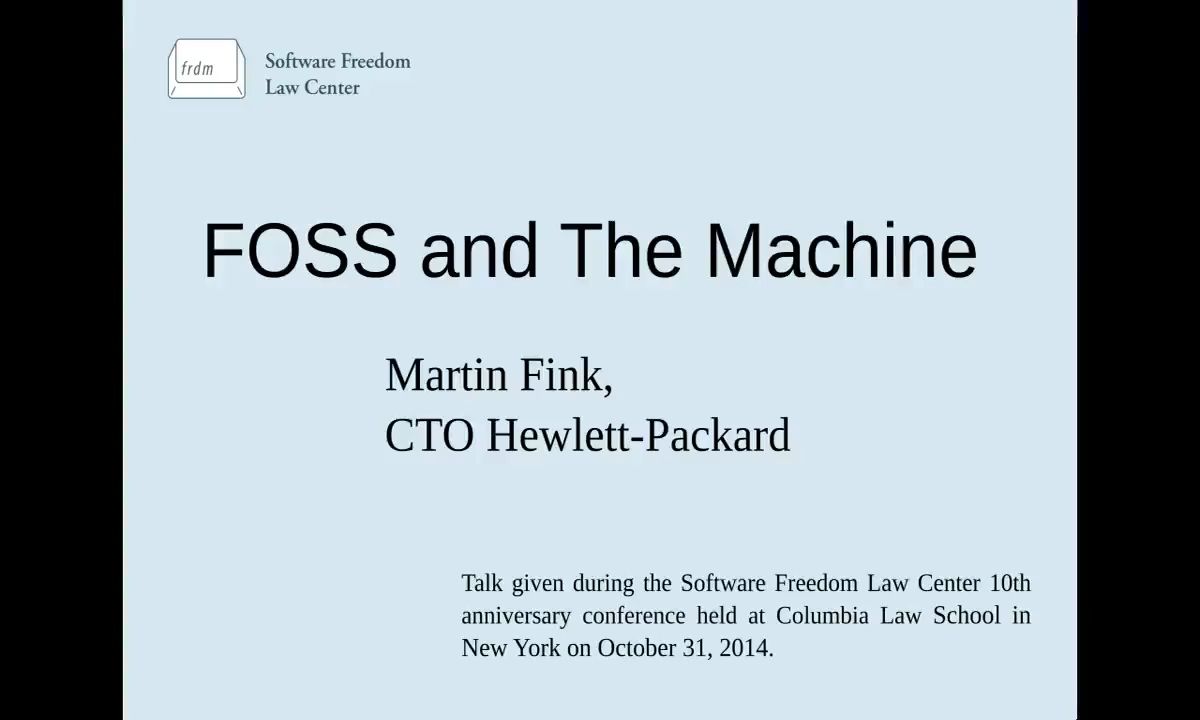 frdm
Software Freedom
Law Center
FOSS and The Machine
Martin Fink,
CTO Hewlett-Packard
Talk given during the Software Freedom Law Center 10th
anniversary conference held at Columbia Law School in
New York on October 31, 2014.